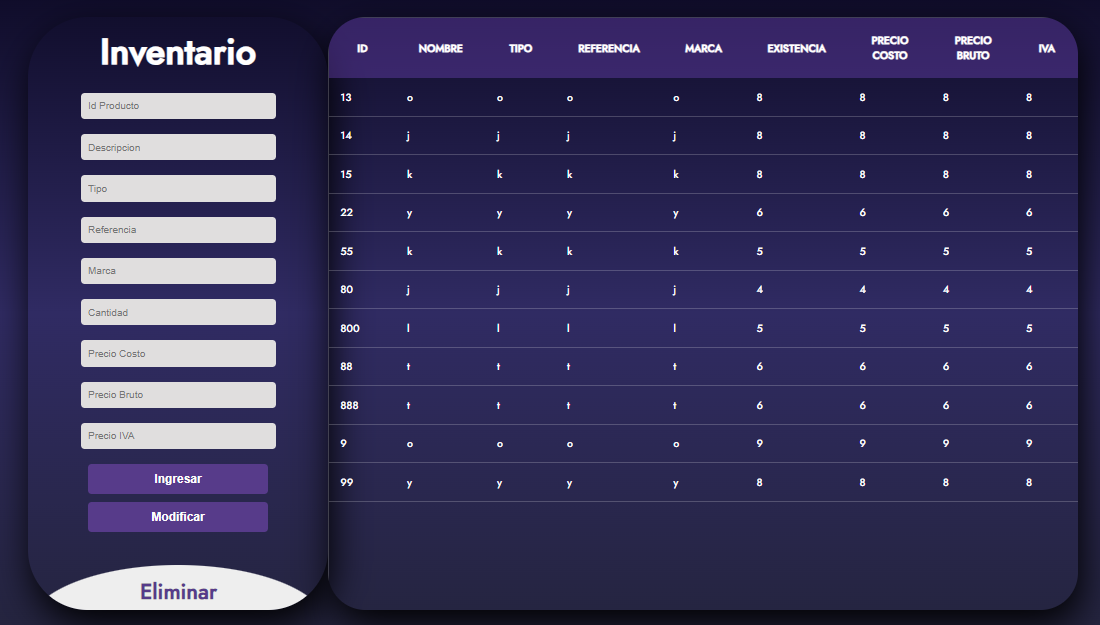 Inventario
Id Producto
Descripcion
Tipo
Referencia
Marca
Cantidad
Precio Costo
Precio Bruto
Precio IVA
Ingresar
Modificar
Eliminar
ID NOMBRE TIPO REFERENCIA MARCA EXISTENCIA PRECIO COSTO PRECIO BRUTO IVA
13 o o o o 8 8 8 8
14 j j j j 8 8 8 8
15 k k k k 8 8 8 8
22 y y y y 6 6 6 6
55 k k k k 5 5 5 5
80 j j j j 4 4 4 4
800 l l l l 5 5 5 5
88 t t t t 6 6 6 6
888 t t t t 6 6 6 6
9 o o o o 9 9 9 9
99 y y y y 8 8 8 8